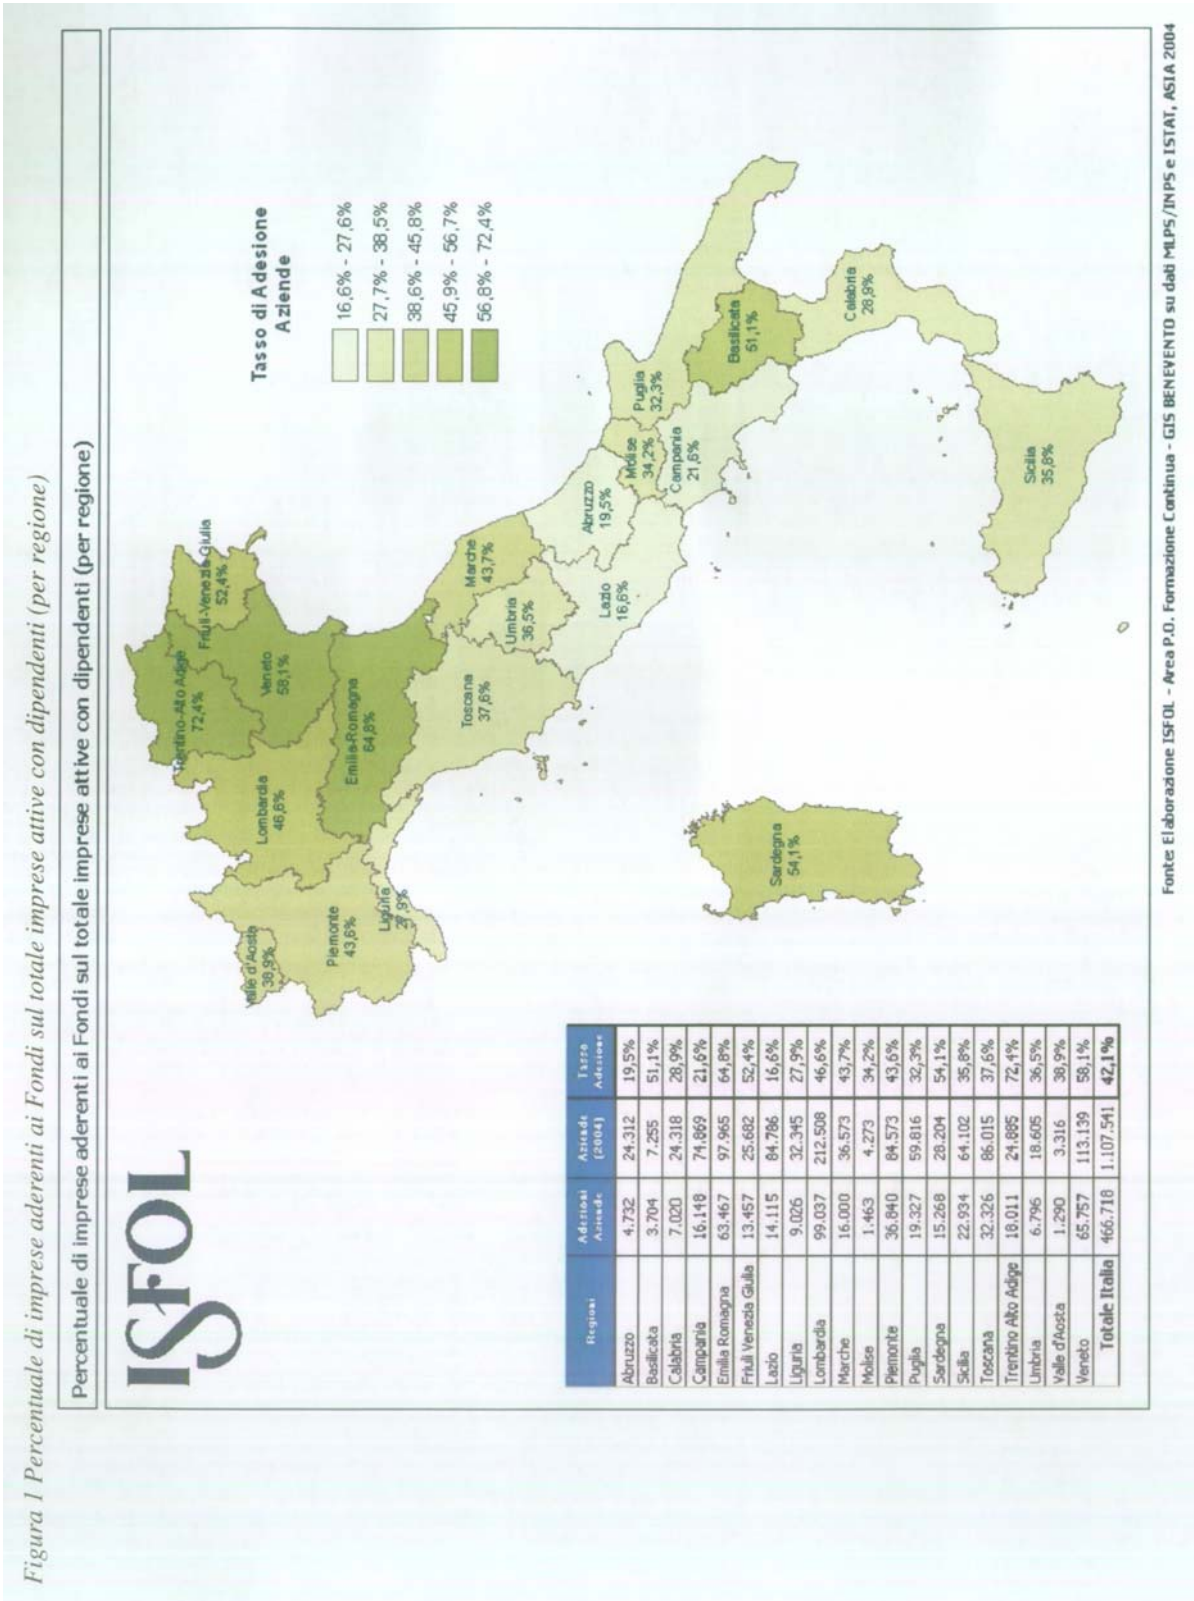 Figura 1 Percentuale di imprese aderenti ai Fondi sul totale imprese attive con dipendenti (per regione)
Percentuale di imprese aderenti ai Fondi sul totale imprese attive con dipendenti (per regione)
ISFOL
Tasso di Adesione
Aziende
16,6% - 27,6%
27,7% - 38,5%
38,6% - 45,8%
45,9% - 56,7%
56,8% - 72,4%
Trentino-Alto Adige
72,4%
Friuli-Venezia Giulia
52,4%
Valle d'Aosta
38,9%
Lombardia
46,6%
Veneto
58,1%
Piemonte
43,6%
Emilia-Romagna
64,8%
Liguria
27,9%
Toscana
37,6%
Marche
43,7%
Umbria
36,5%
Lazio
16,6%
Abruzzo
19,5%
Molise
34,2%
Puglia
32,3%
Campania
21,6%
Basilicata
51,1%
Sardegna
54,1%
Calabria
28,9%
Sicilia
35,8%
Regioni Adesioni Aziende Aziende (2004) Tasso Adesione
Abruzzo 4.732 24.312 19,5%
Basilicata 3.704 7.255 51,1%
Calabria 7.020 24.318 28,9%
Campania 16.148 74.869 21,6%
Emilia Romagna 63.467 97.965 64,8%
Friuli Venezia Giulia 13.457 25.682 52,4%
Lazio 14.115 84.786 16,6%
Liguria 9.026 32.345 27,9%
Lombardia 99.037 212.508 46,6%
Marche 16.000 36.573 43,7%
Molise 1.463 4.273 34,2%
Piemonte 36.840 84.573 43,6%
Puglia 19.327 59.816 32,3%
Sardegna 15.268 28.204 54,1%
Sicilia 22.934 64.102 35,8%
Toscana 32.326 86.015 37,6%
Trentino Alto Adige 18.011 24.885 72,4%
Umbria 6.796 18.605 36,5%
Valle d'Aosta 1.290 3.316 38,9%
Veneto 65.757 113.139 58,1%
Totale Italia 466.718 1.107.541 42,1%
Fonte: Elaborazione ISFOL - Area P.O. Formazione Continua - GIS BENEVENTO su dati MLPS/INPS e ISTAT, ASIA 2004